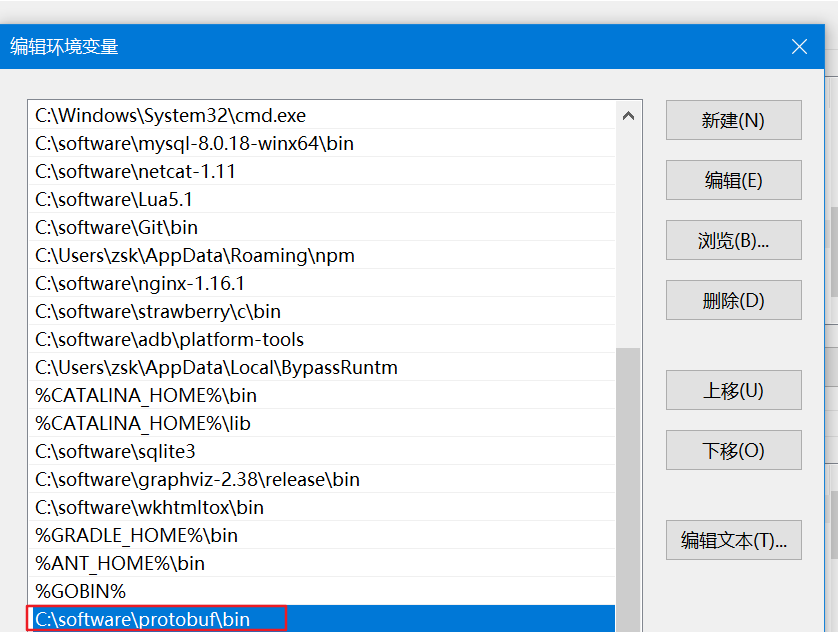 编辑环境变量
C:\Windows\System32\cmd.exe
C:\software\mysql-8.0.18-winx64\bin
C:\software\netcat-1.11
C:\software\Lua5.1
C:\software\Git\bin
C:\Users\zsk\AppData\Roaming\npm
C:\software\nginx-1.16.1
C:\software\strawberry\c\bin
C:\software\adb\platform-tools
C:\Users\zsk\AppData\Local\BypassRuntm
%CATALINA_HOME%\bin
%CATALINA_HOME%\lib
C:\software\sqlite3
C:\software\graphviz-2.38\release\bin
C:\software\wkhtmltox\bin
%GRADLE_HOME%\bin
%ANT_HOME%\bin
%GOBIN%
C:\software\protobuf\bin
新建(N)
编辑(E)
浏览(B)...
删除(D)
上移(U)
下移(O)
编辑文本(T)...